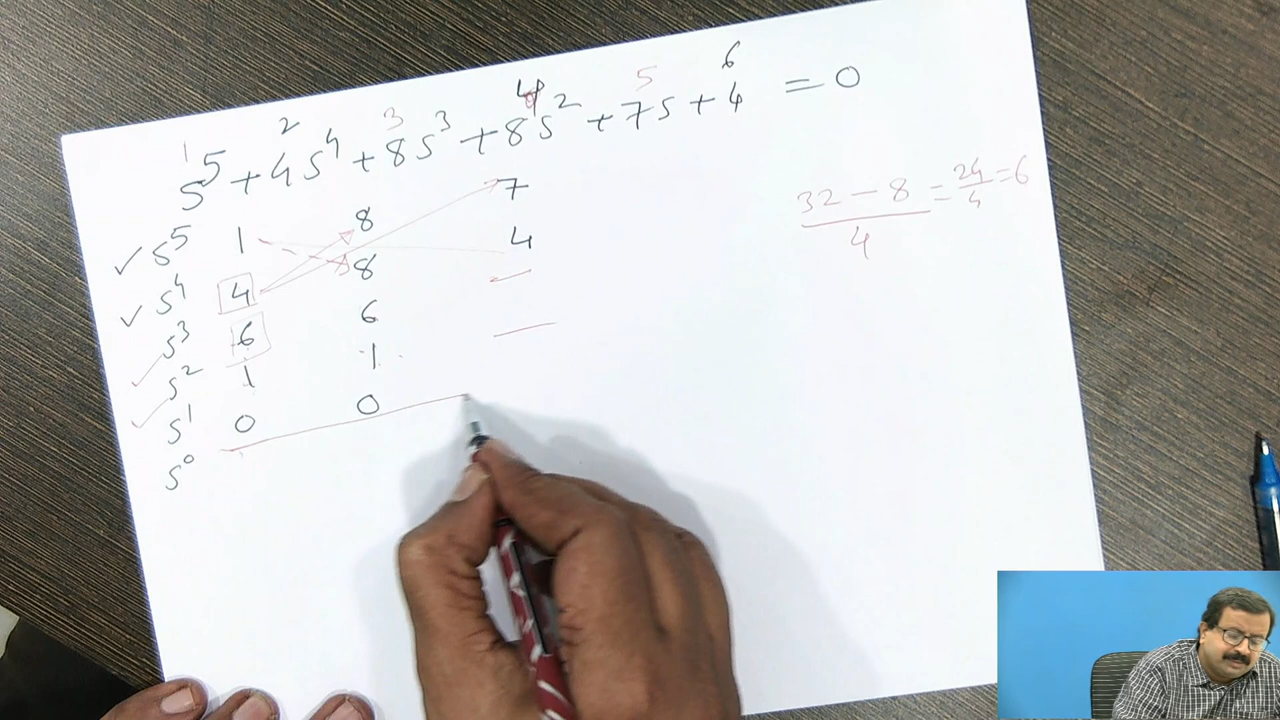 1 2 3 4 5 6
s⁵ + 4s⁴ + 8s³ + 8s² + 7s + 4 = 0
✓ s⁵ 1 8 7
✓ s⁴ 4 8 4
✓ s³ 6 6
✓ s² 1 1
s¹ 0 0
s⁰
32 − 8 / 4 = 24 / 4 = 6